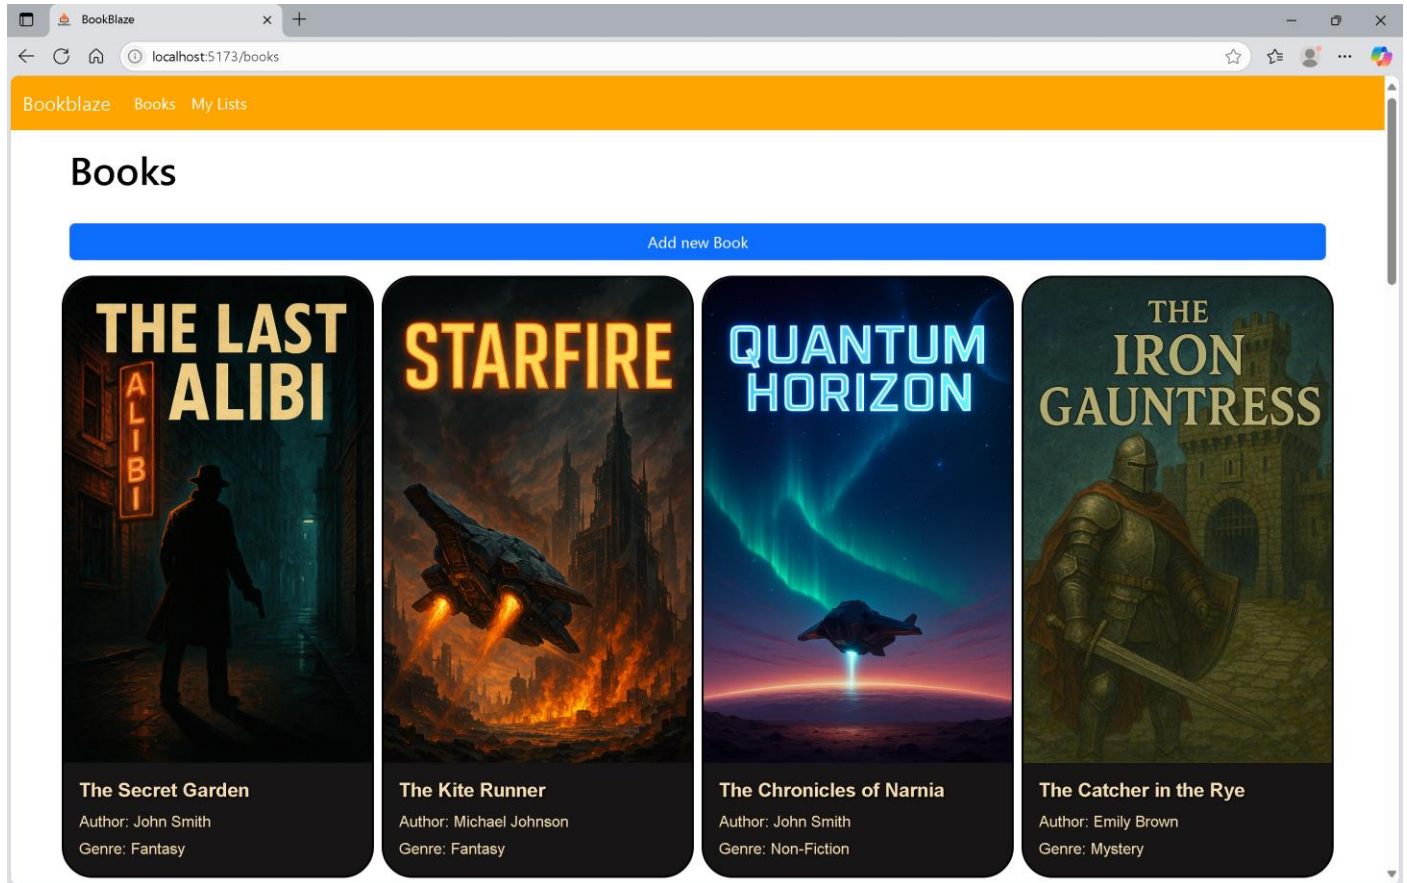 BookBlaze
localhost:5173/books
Bookblaze Books My Lists
Books
Add new Book
THE LAST
ALIBI
ALIBI
The Secret Garden
Author: John Smith
Genre: Fantasy
STARFIRE
The Kite Runner
Author: Michael Johnson
Genre: Fantasy
QUANTUM
HORIZON
The Chronicles of Narnia
Author: John Smith
Genre: Non-Fiction
THE
IRON
GAUNTRESS
The Catcher in the Rye
Author: Emily Brown
Genre: Mystery